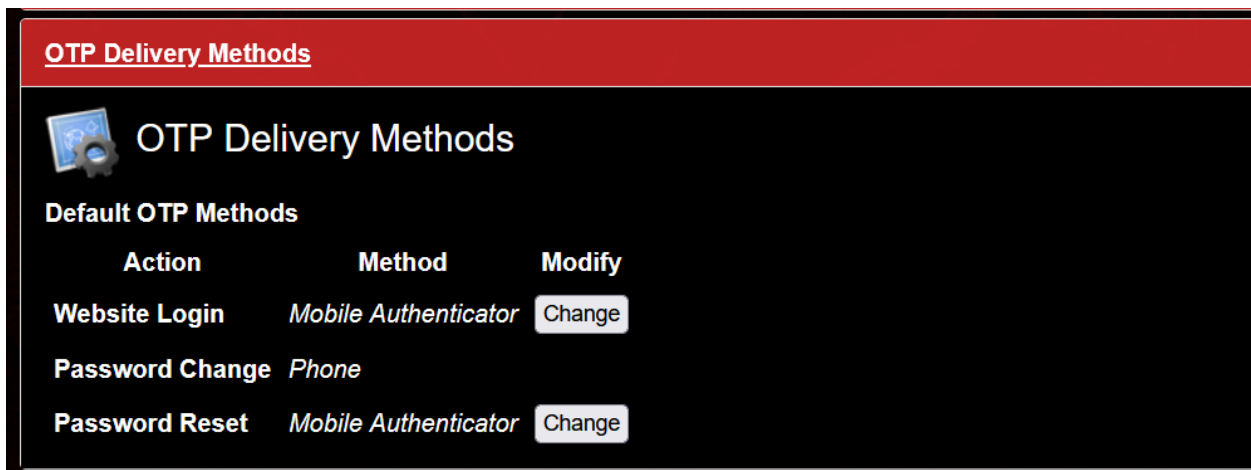 OTP Delivery Methods
OTP Delivery Methods
Default OTP Methods
Action Method Modify
Website Login Mobile Authenticator Change
Password Change Phone
Password Reset Mobile Authenticator Change